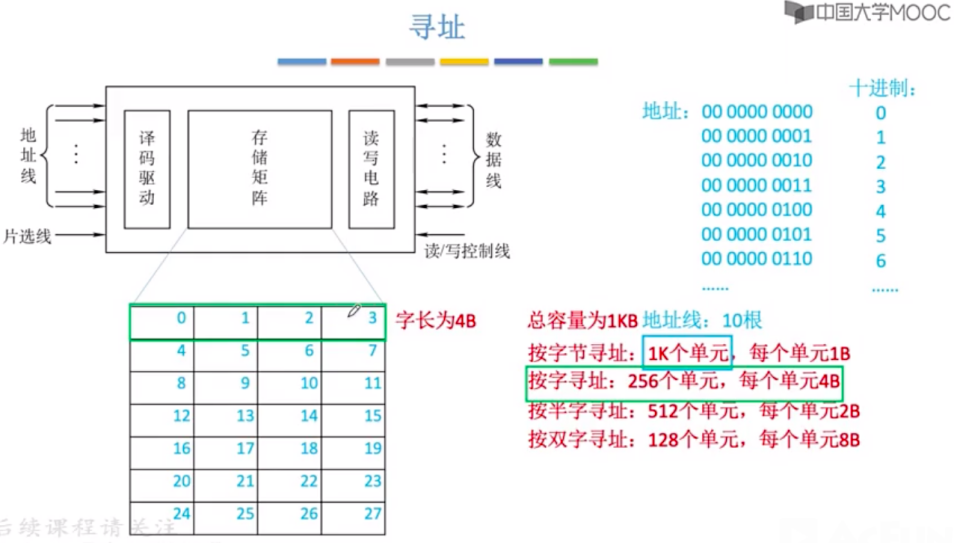 中国大学MOOC
寻址
地址线
译码驱动
存储矩阵
读写电路
数据线
片选线
读/写控制线
十进制：
地址：00 0000 0000 0
00 0000 0001 1
00 0000 0010 2
00 0000 0011 3
00 0000 0100 4
00 0000 0101 5
00 0000 0110 6
...... ......
0 1 2 3 字长为4B
4 5 6 7
8 9 10 11
12 13 14 15
16 17 18 19
20 21 22 23
24 25 26 27
总容量为1KB 地址线：10根
按字节寻址：1K个单元，每个单元1B
按字寻址：256个单元，每个单元4B
按半字寻址：512个单元，每个单元2B
按双字寻址：128个单元，每个单元8B
后续课程请关注